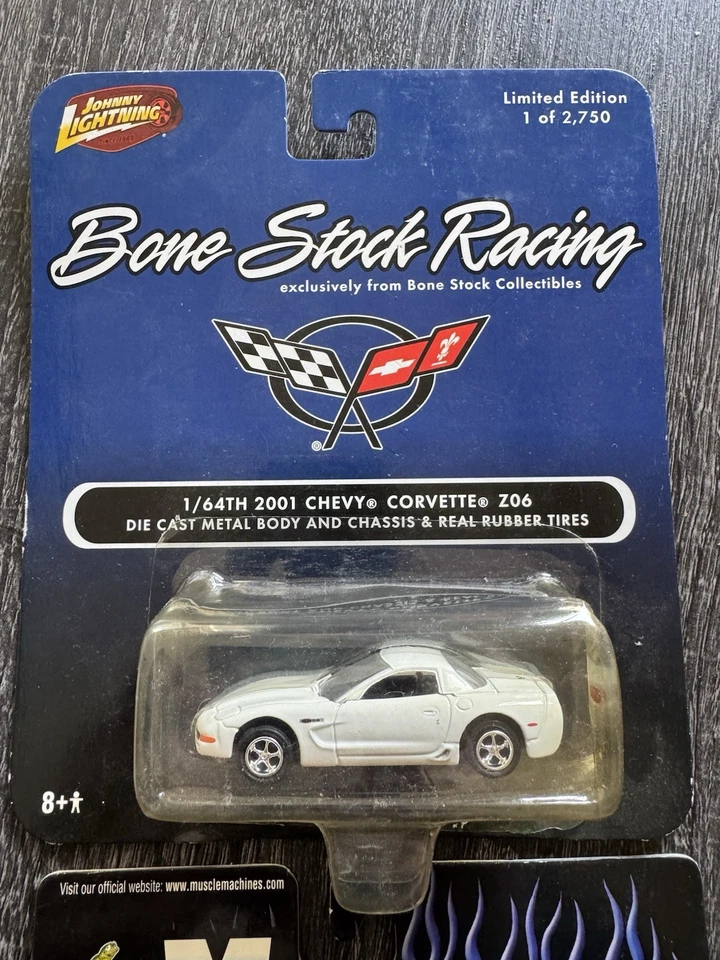 JOHNNY
LIGHTNING
Limited Edition
1 of 2,750
Bone Stock Racing
exclusively from Bone Stock Collectibles
®
1/64TH 2001 CHEVY® CORVETTE® Z06
DIE CAST METAL BODY AND CHASSIS & REAL RUBBER TIRES
8+
Visit our official website: www.musclemachines.com